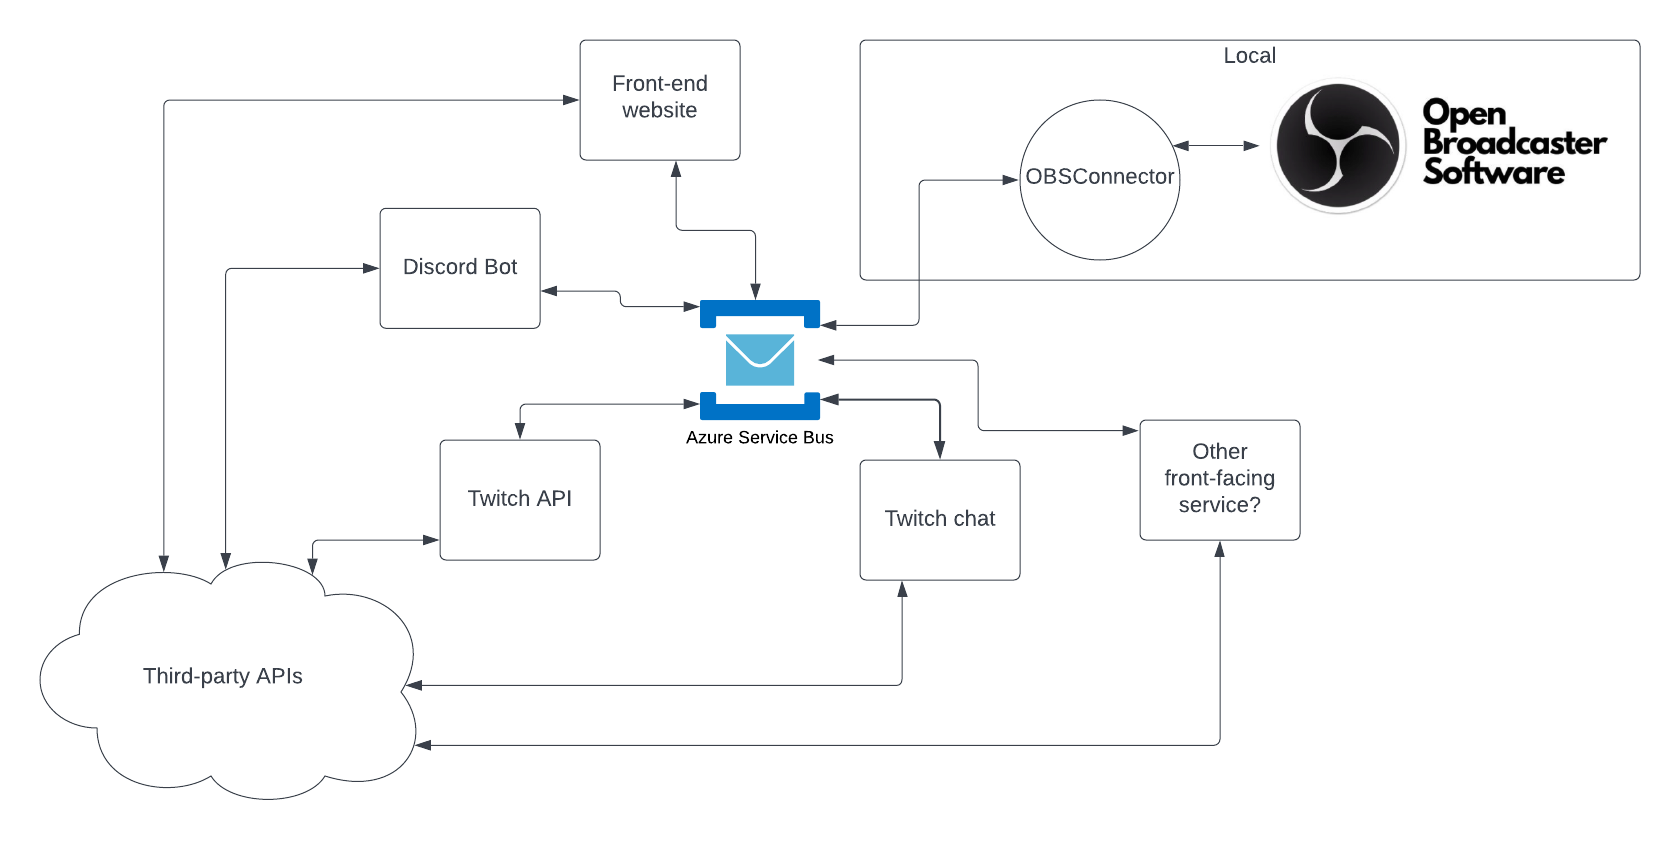 Local
Front-end
website
Open
Broadcaster
Software
OBSConnector
Discord Bot
Azure Service Bus
Other
front-facing
service?
Twitch API
Twitch chat
Third-party APIs